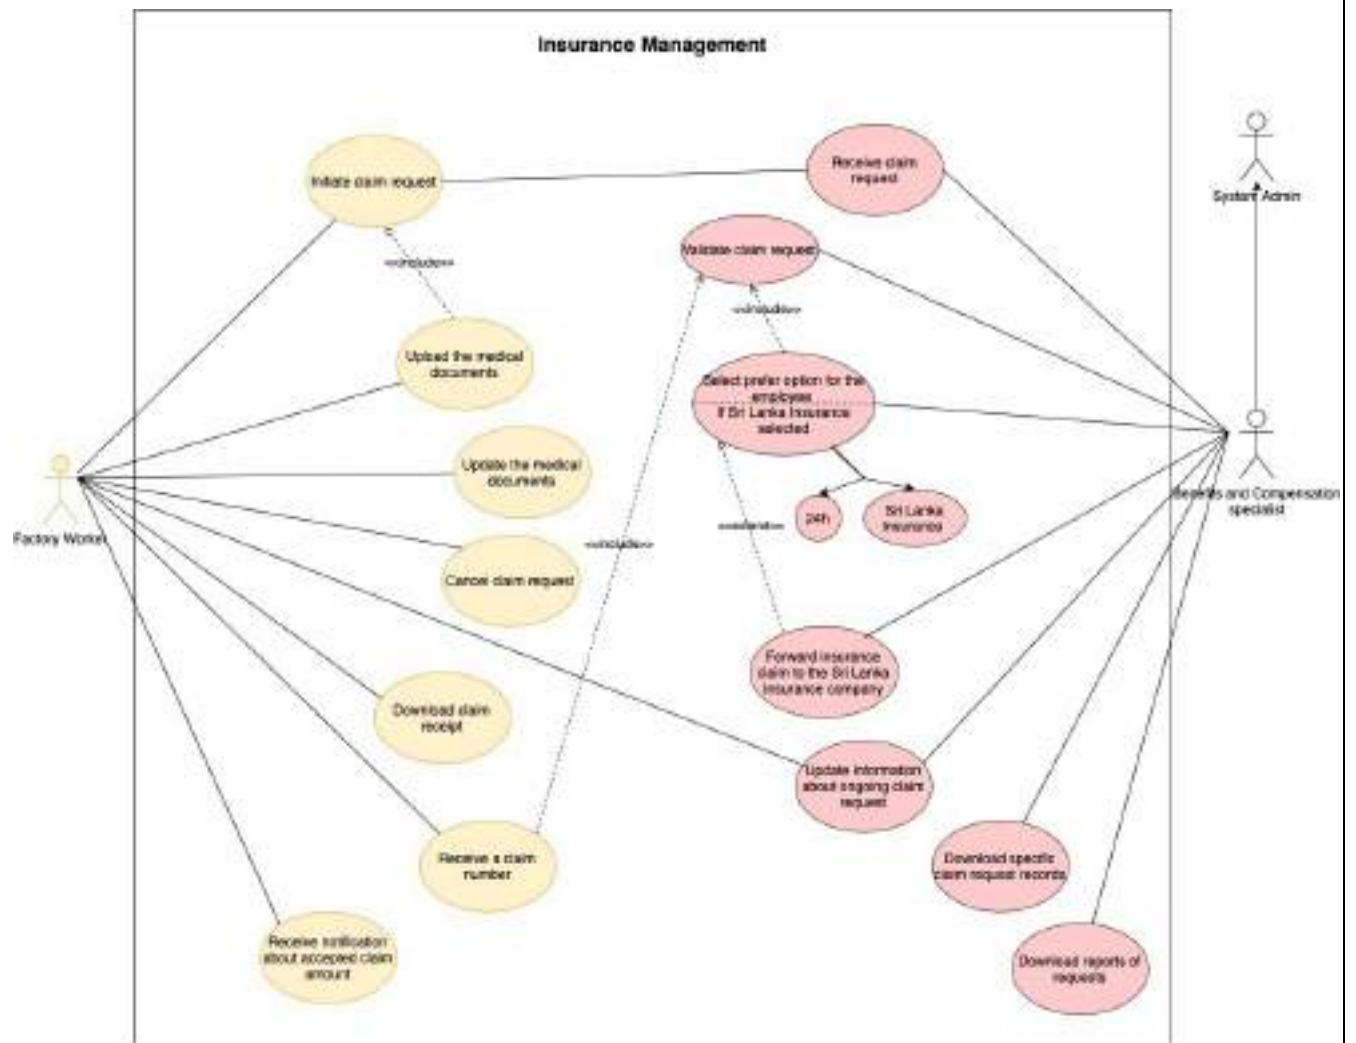 Insurance Management
Initiate claim request
Receive claim
request
System Admin
Validate claim request
<<include>>
<<include>>
Upload the medical
documents
Select prefer option for the
employee
If Sri Lanka Insurance
selected
Update the medical
documents
Factory Worker
Benefits and Compensation
specialist
24h
Sri Lanka
Insurance
<<include>>
Cancel claim request
Forward insurance
claim to the Sri Lanka
Insurance company
Download claim
receipt
Update information
about ongoing claim
request
Receive a claim
number
Download specific
claim request records
Receive notification
about accepted claim
amount
Download reports of
requests